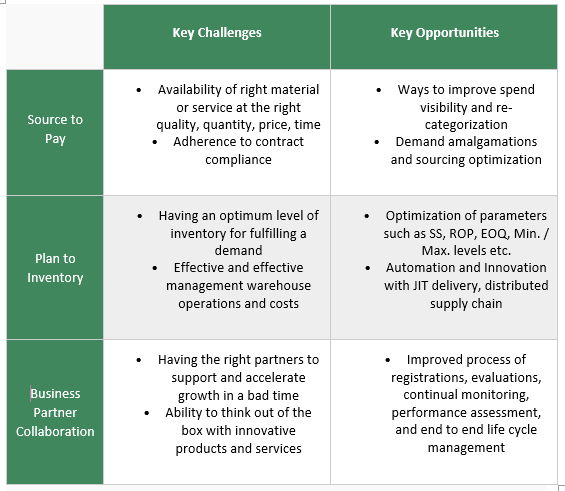 Key Challenges
Key Opportunities
Source to
Pay
• Availability of right material
or service at the right
quality, quantity, price, time
• Adherence to contract
compliance
• Ways to improve spend
visibility and re-
categorization
• Demand amalgamations
and sourcing optimization
Plan to
Inventory
• Having an optimum level of
inventory for fulfilling a
demand
• Effective and effective
management warehouse
operations and costs
• Optimization of parameters
such as SS, ROP, EOQ, Min. /
Max. levels etc.
• Automation and Innovation
with JIT delivery, distributed
supply chain
Business
Partner
Collaboration
• Having the right partners to
support and accelerate
growth in a bad time
• Ability to think out of the
box with innovative
products and services
• Improved process of
registrations, evaluations,
continual monitoring,
performance assessment,
and end to end life cycle
management